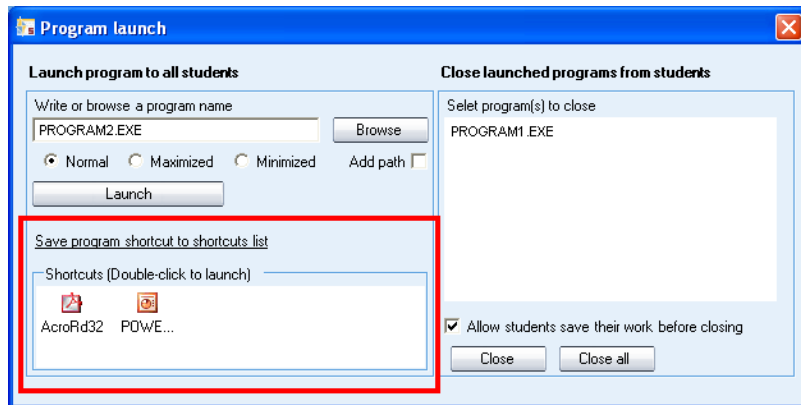 Program launch
Launch program to all students
Write or browse a program name
PROGRAM2.EXE
Browse
Normal Maximized Minimized Add path
Launch
Save program shortcut to shortcuts list
Shortcuts (Double-click to launch)
AcroRd32 POWE...
Close launched programs from students
Selet program(s) to close
PROGRAM1.EXE
Allow students save their work before closing
Close Close all